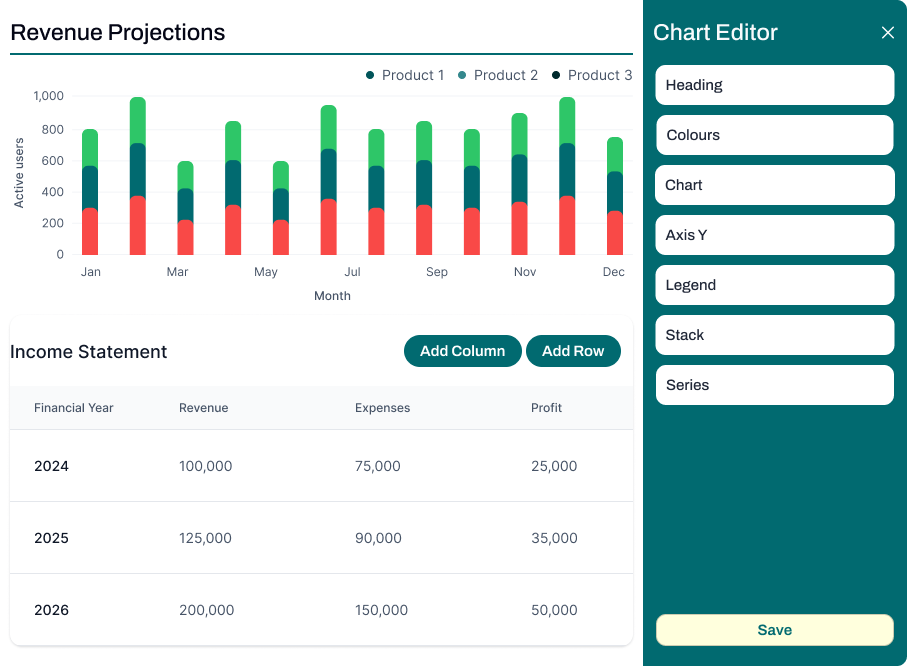 Revenue Projections
Product 1 Product 2 Product 3
Active users
1,000
800
600
400
200
0
Jan Mar May Jul Sep Nov Dec
Month
Income Statement
Add Column Add Row
Financial Year Revenue Expenses Profit
2024 100,000 75,000 25,000
2025 125,000 90,000 35,000
2026 200,000 150,000 50,000
Chart Editor
Heading
Colours
Chart
Axis Y
Legend
Stack
Series
Save